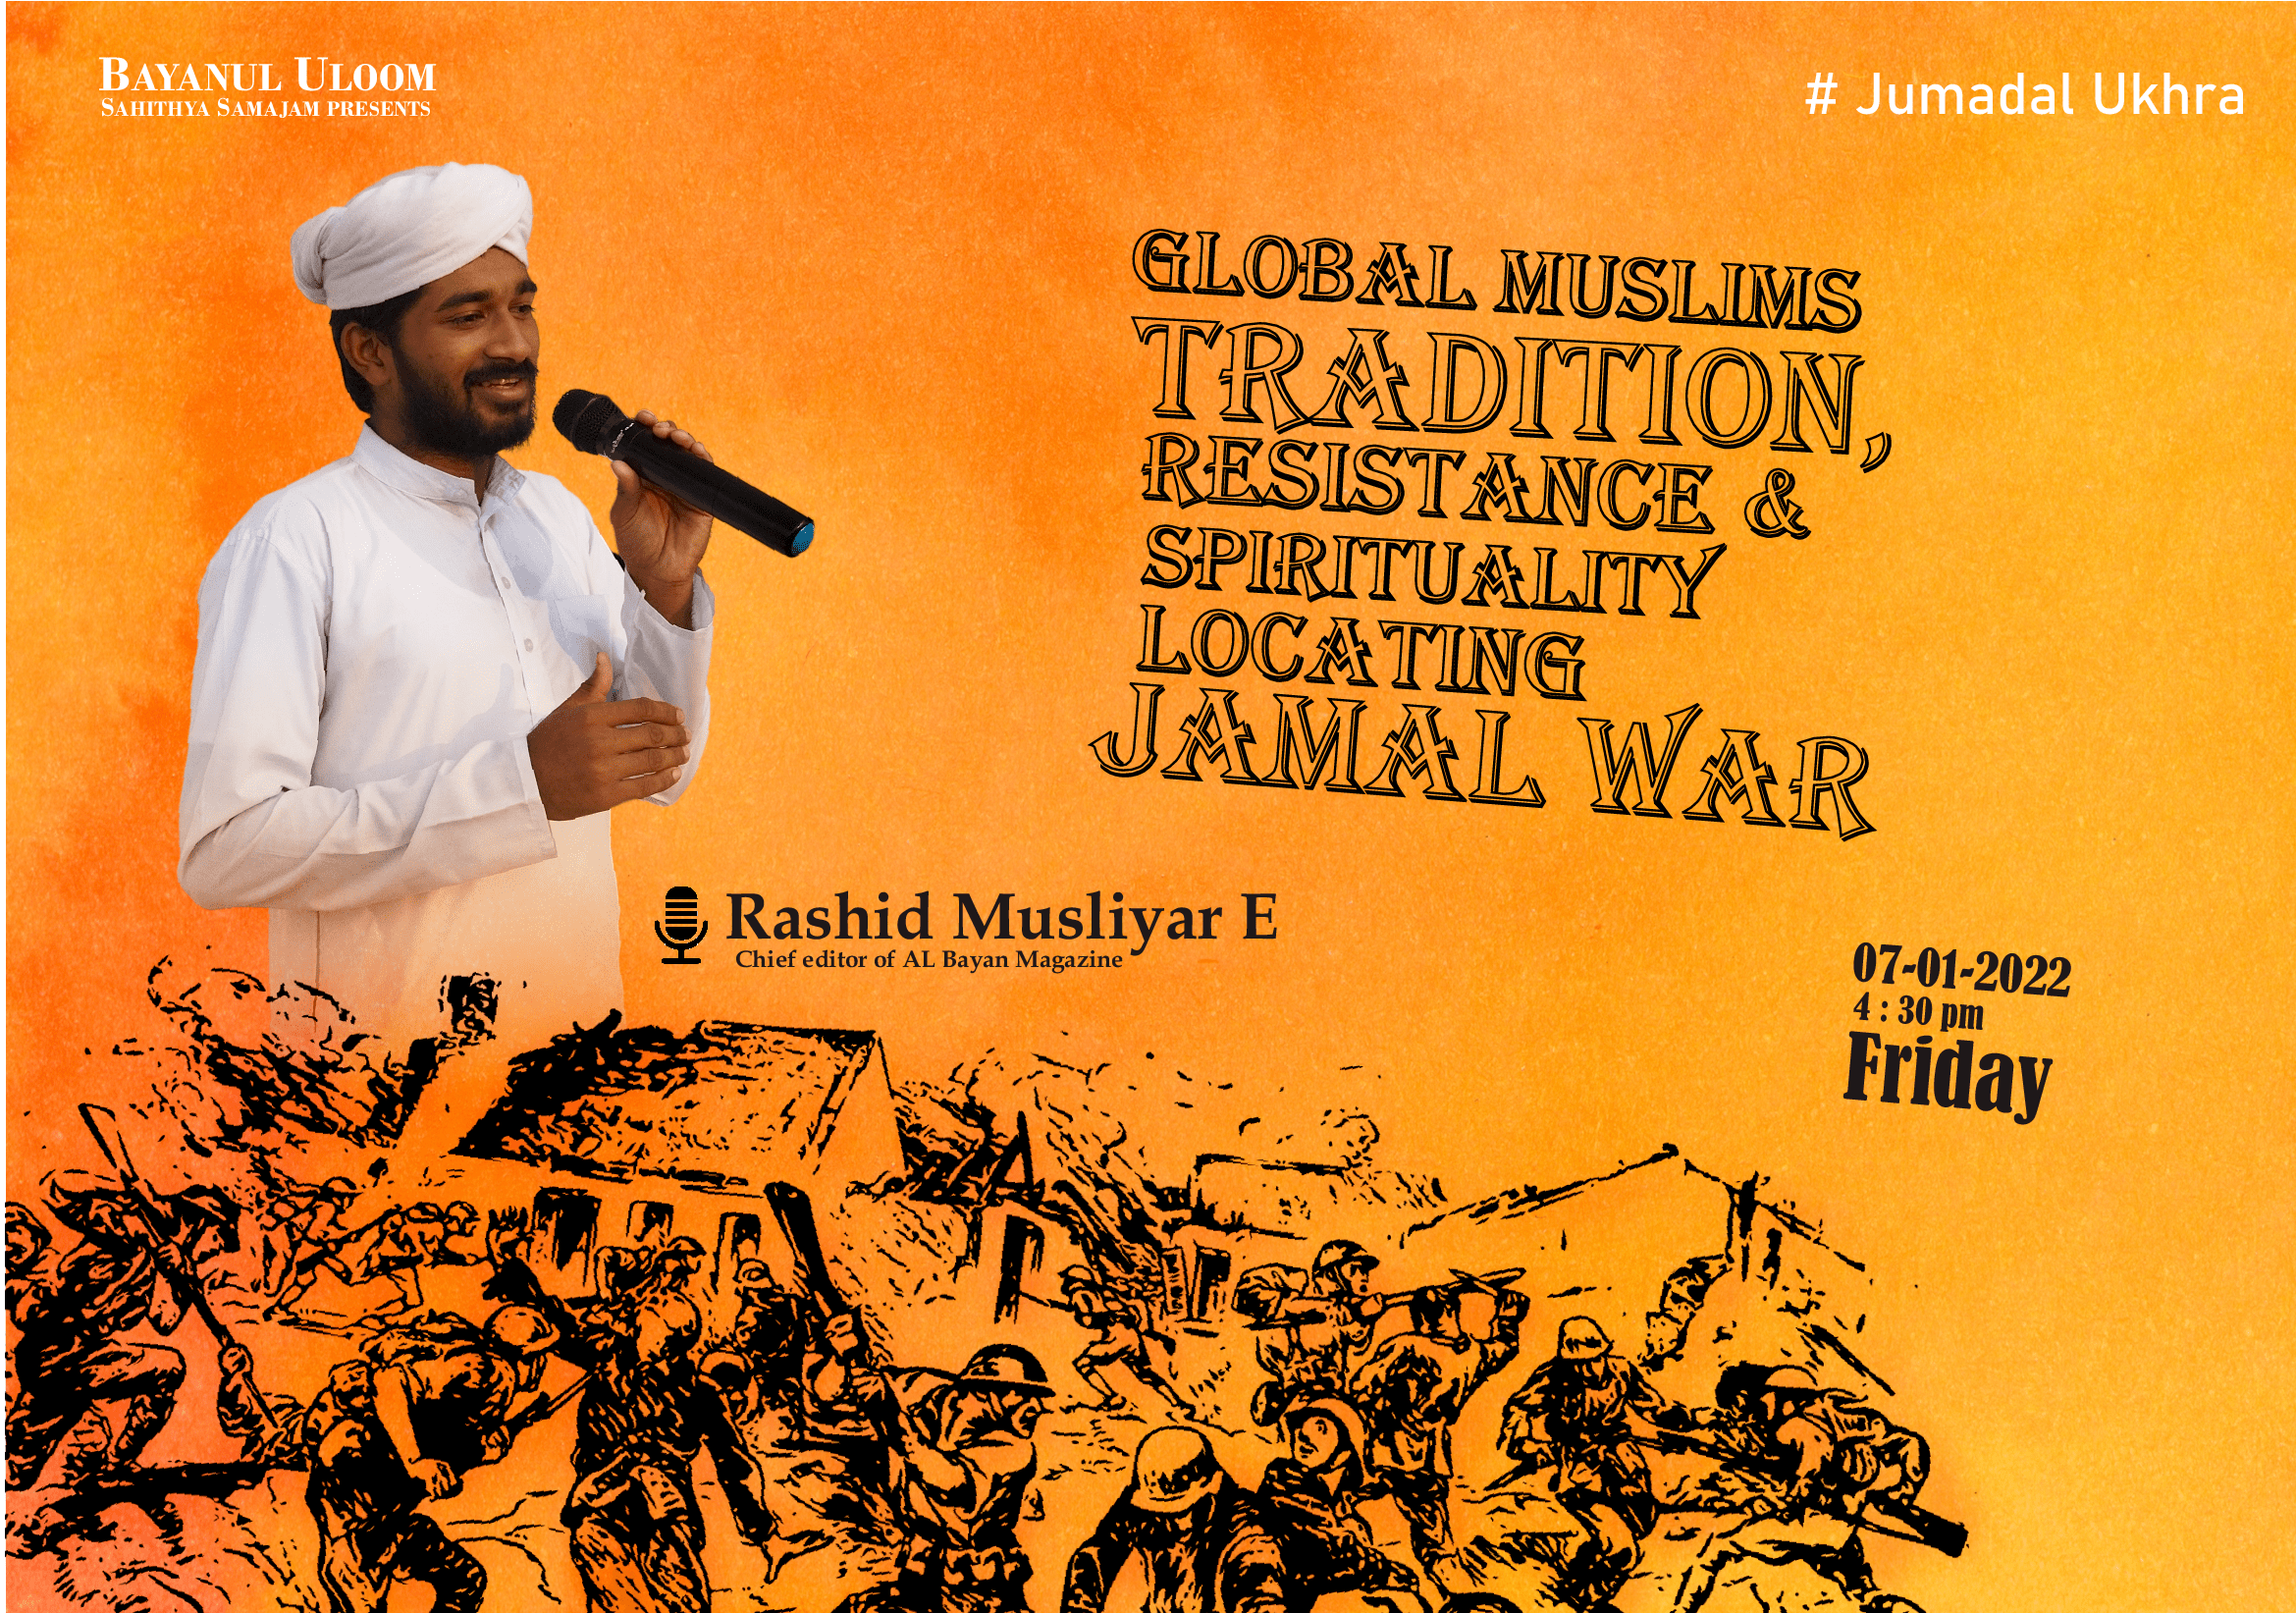 BAYANUL ULOOM
SAHITHYA SAMAJAM PRESENTS
# Jumadal Ukhra
GLOBAL MUSLIMS
TRADITION,
RESISTANCE &
SPIRITUALITY
LOCATING
JAMAL WAR
Rashid Musliyar E
Chief editor of AL Bayan Magazine
07-01-2022
4 : 30 pm
Friday